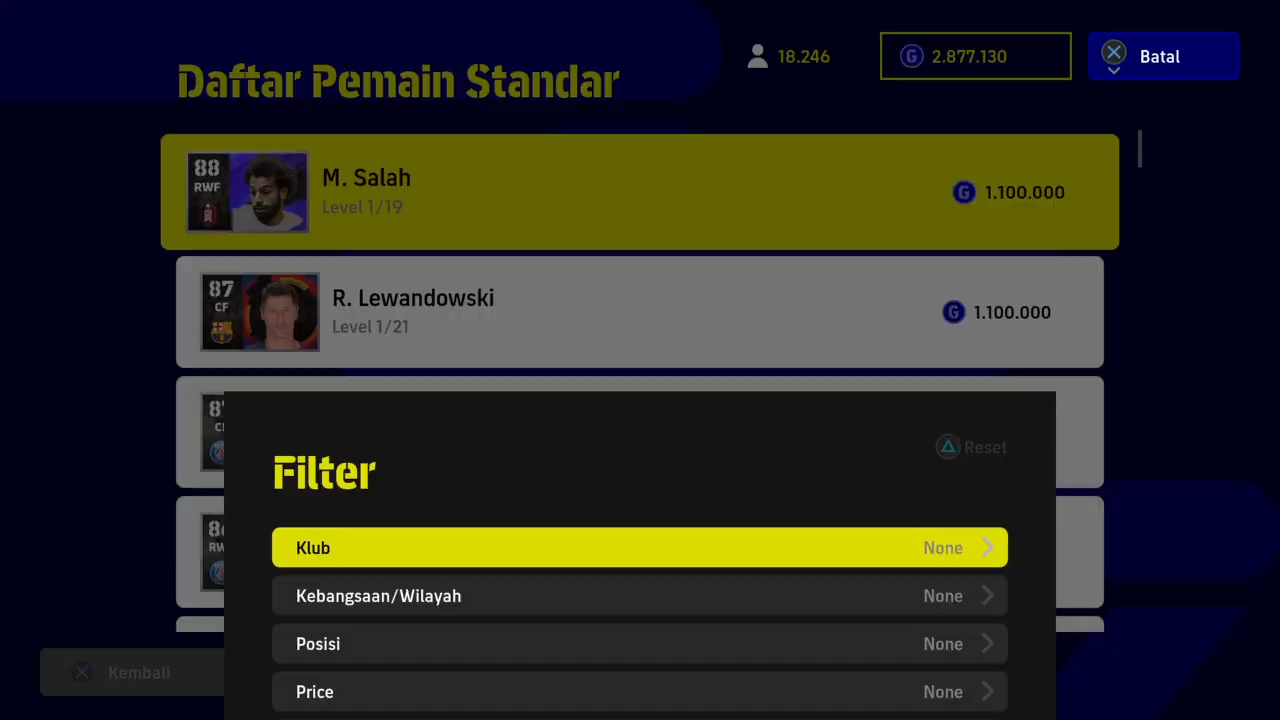 Daftar Pemain Standar
18.246
G 2.877.130
Batal
88
RWF
M. Salah
Level 1/19
G 1.100.000
87
CF
R. Lewandowski
Level 1/21
G 1.100.000
Filter
Reset
Klub None
Kebangsaan/Wilayah None
Posisi None
Price None
Kembali